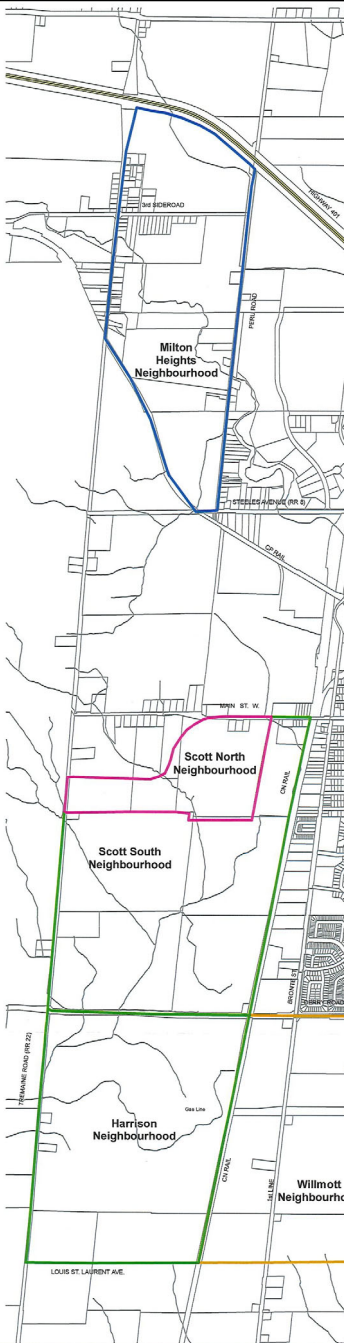 HIGHWAY 401
3rd SIDEROAD
PERU ROAD
Milton
Heights
Neighbourhood
STEELES AVENUE (RR 8)
CP RAIL
MAIN ST. W.
Scott North
Neighbourhood
CN RAIL
Scott South
Neighbourhood
BRONTE ST.
TREMAINE ROAD (RR 22)
Gas Line
Harrison
Neighbourhood
CN RAIL
1st LINE
Willmott
LOUIS ST. LAURENT AVE.